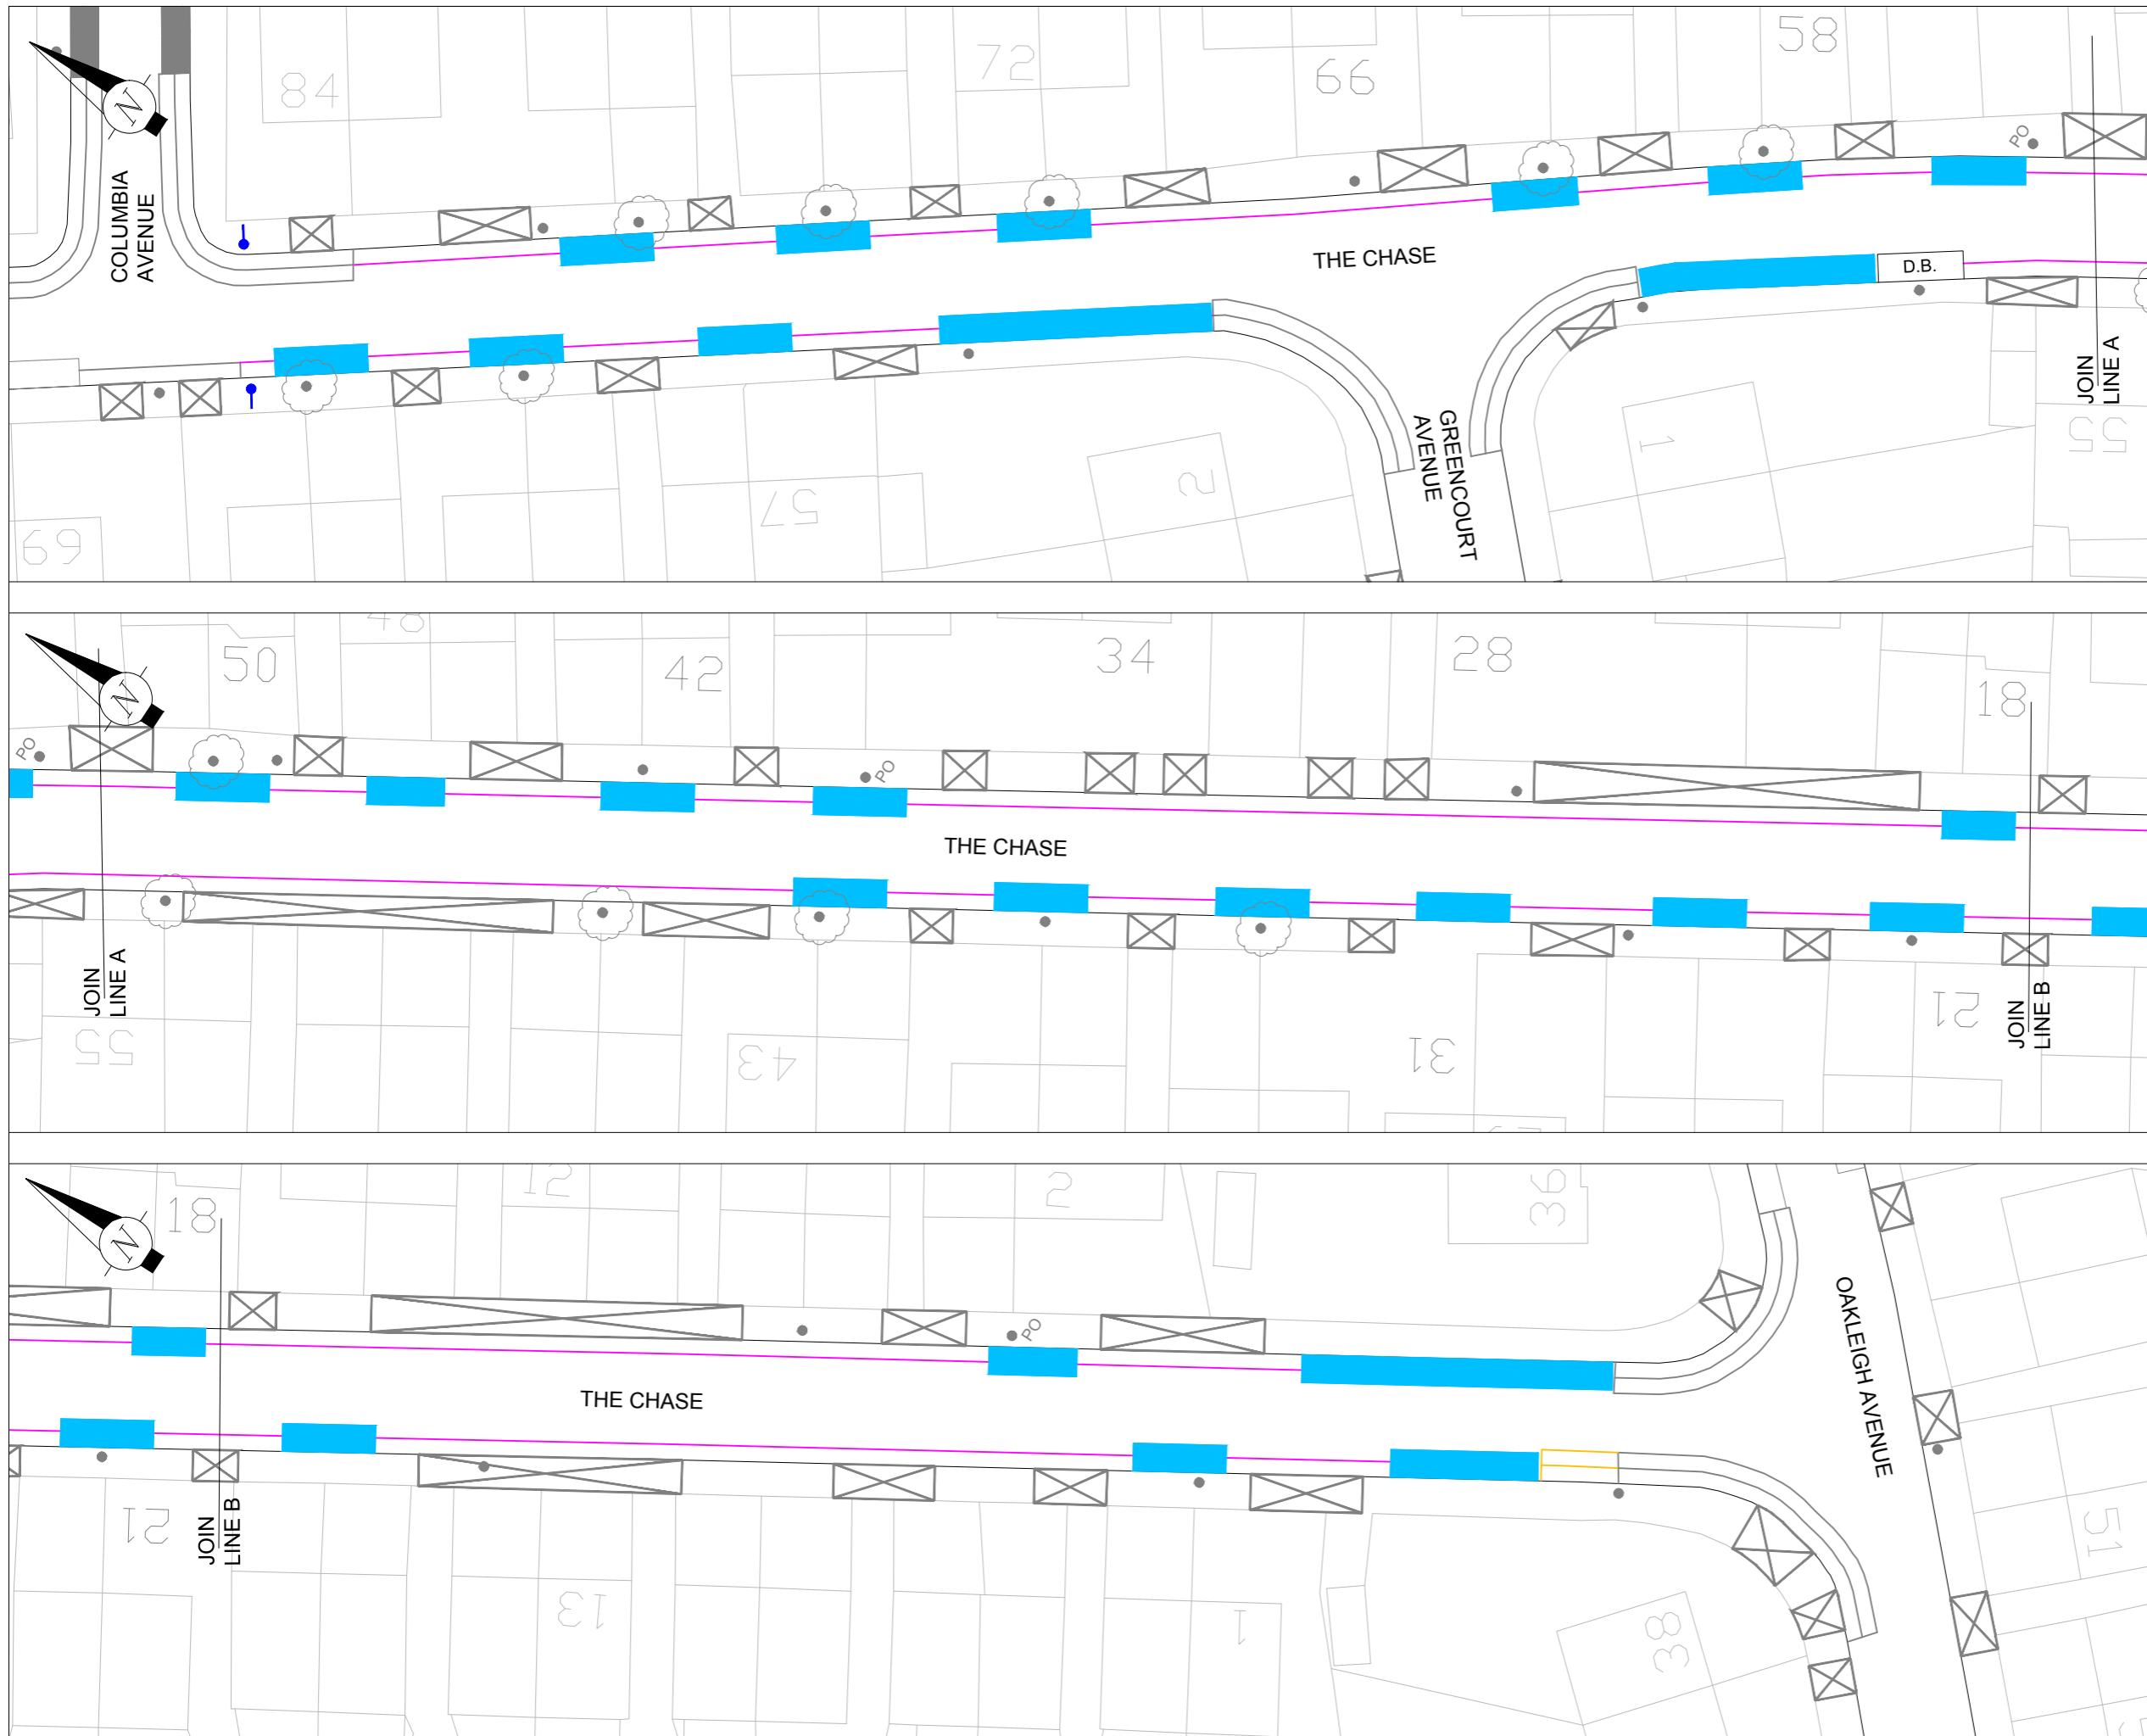 84
72
66
58
N
COLUMBIA
AVENUE
PO
THE CHASE
D.B.
JOIN
LINE A
GREENCOURT
AVENUE
55
1
2
57
69
48
50
42
34
28
18
N
PO
PO
THE CHASE
JOIN
LINE A
55
43
31
21
JOIN
LINE B
18
12
2
36
N
PO
THE CHASE
OAKLEIGH AVENUE
21
JOIN
LINE B
13
1
38
51